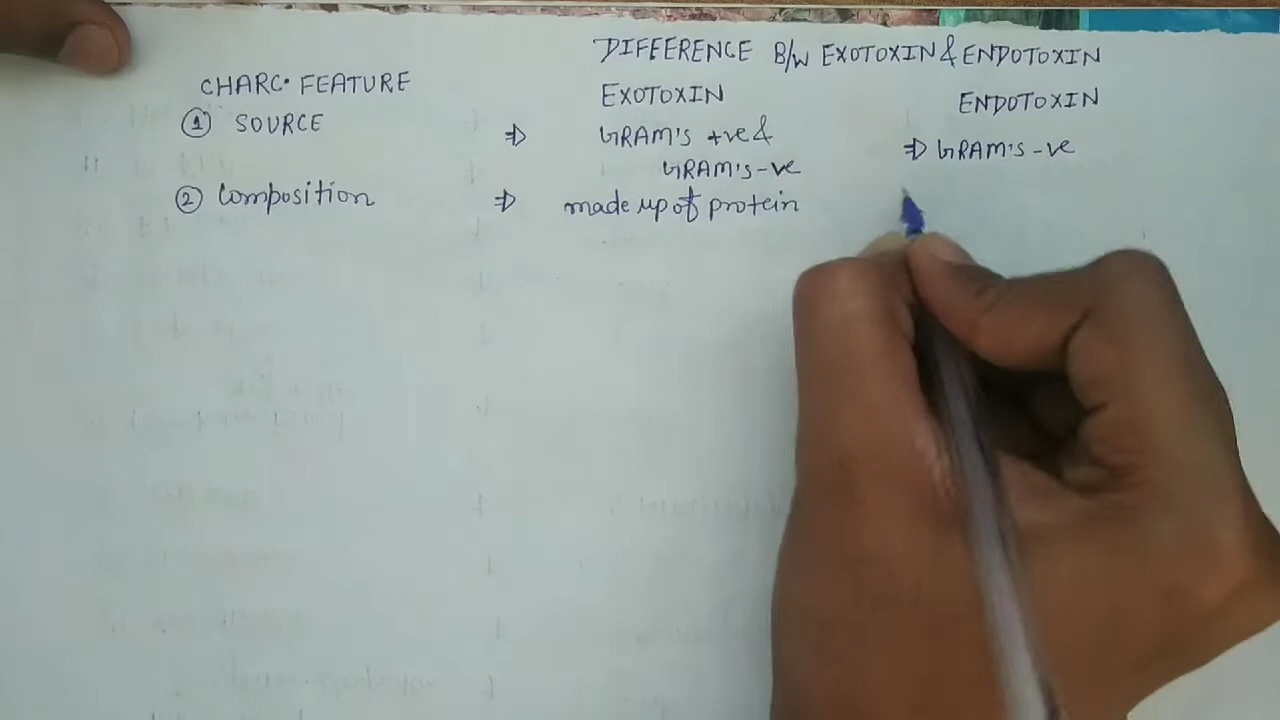 DIFFERENCE B/W EXOTOXIN & ENDOTOXIN
CHARC. FEATURE EXOTOXIN ENDOTOXIN
① SOURCE ⇒ GRAM'S +ve & ⇒ GRAM'S -ve
GRAM'S -ve
② Composition ⇒ made up of protein